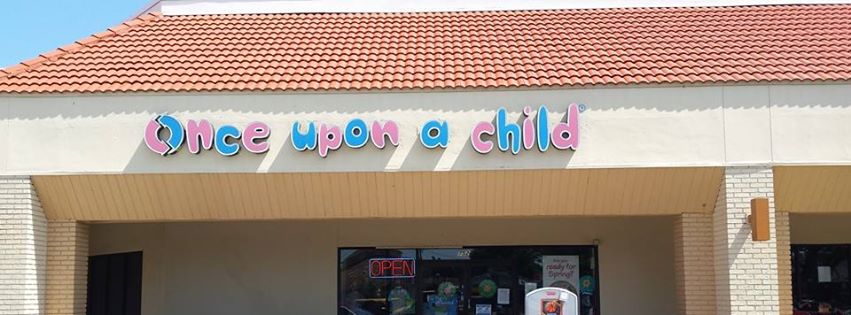 Once upon a child®
OPEN
ready for
Spring?